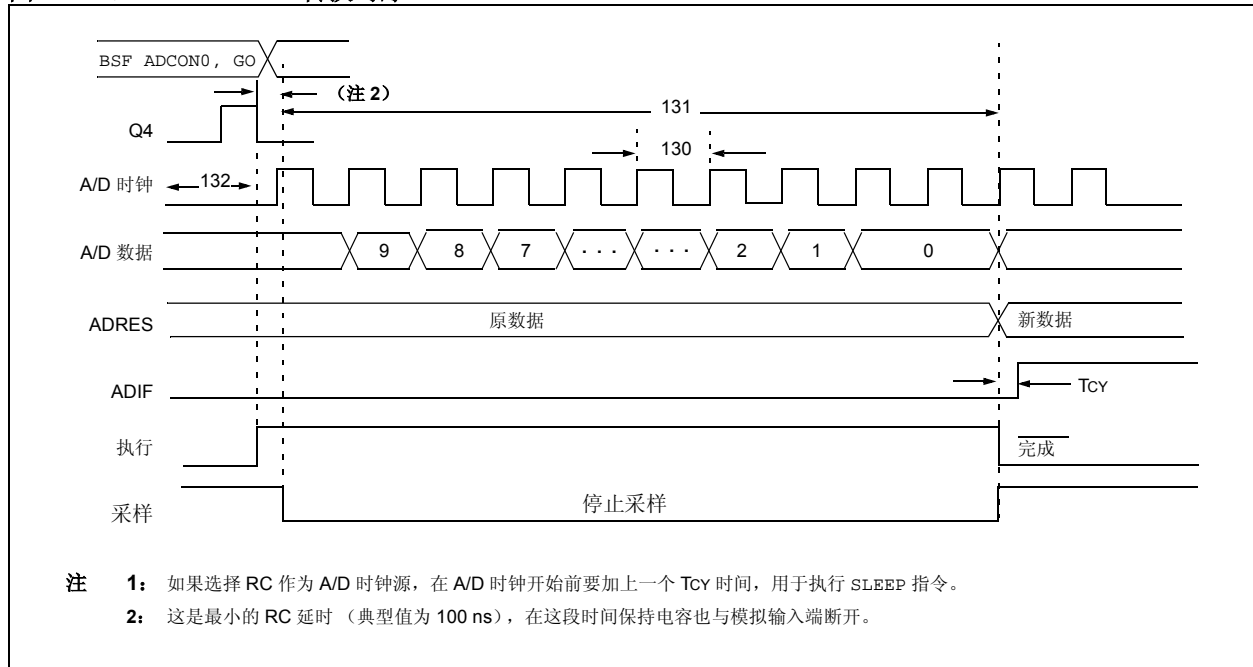 BSF ADCON0, GO
（注 2）
131
Q4
130
A/D 时钟
132
A/D 数据
9
8
7
· · ·
· · ·
2
1
0
ADRES
原数据
新数据
ADIF
TCY
执行
完成
采样
停止采样
注 1： 如果选择 RC 作为 A/D 时钟源，在 A/D 时钟开始前要加上一个 TCY 时间，用于执行 SLEEP 指令。
2： 这是最小的 RC 延时 （典型值为 100 ns），在这段时间保持电容也与模拟输入端断开。